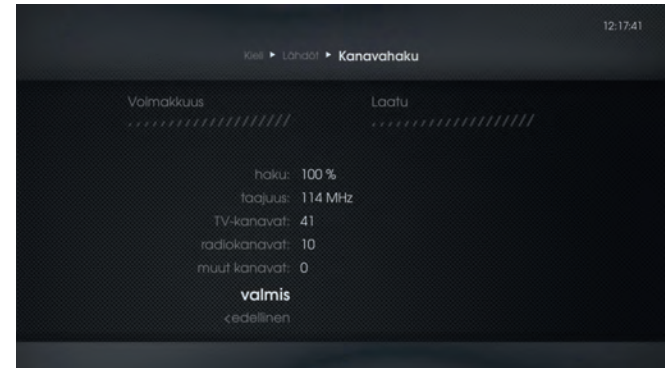 12:17:41
Kieli ► Lähdöt ► Kanavahaku
Voimakkuus Laatu
haku: 100 %
taajuus: 114 MHz
TV-kanavat: 41
radiokanavat: 10
muut kanavat: 0
valmis
<edellinen